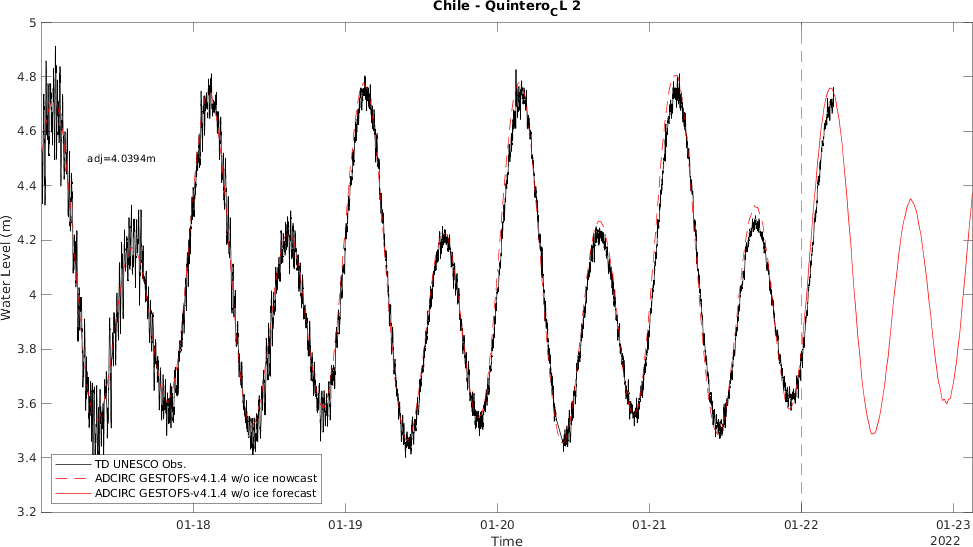 Chile - Quintero_CL 2
5
4.8
4.6
4.4
4.2
4
3.8
3.6
3.4
3.2
Water Level (m)
adj=4.0394m
TD UNESCO Obs.
ADCIRC GESTOFS-v4.1.4 w/o ice nowcast
ADCIRC GESTOFS-v4.1.4 w/o ice forecast
01-18 01-19 01-20 01-21 01-22 01-23
Time
2022